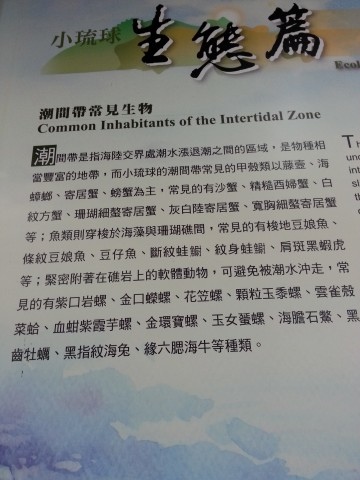 小琉球 生態篇
Ecol
潮間帶常見生物
Common Inhabitants of the Intertidal Zone
潮間帶是指海陸交界處潮水漲退潮之間的區域，是物種相
當豐富的地帶，而小琉球的潮間帶常見的甲殼類以藤壺、海
蟑螂、寄居蟹、螃蟹為主，常見的有沙蟹、精糙酋婦蟹、白
紋方蟹、珊瑚細螯寄居蟹、灰白陸寄居蟹、寬胸細螯寄居蟹
等；魚類則穿梭於海藻與珊瑚礁間，常見的有梭地豆娘魚、
條紋豆娘魚、豆仔魚、斷紋蛙鳚、紋身蛙鳚、肩斑黑蝦虎
等；緊密附著在礁岩上的軟體動物，可避免被潮水沖走，常
見的有紫口岩螺、金口蠑螺、花笠螺、顆粒玉黍螺、雲雀殼
菜蛤、血蚶紫霞芋螺、金環寶螺、玉女蜑螺、海膽石鱉、黑
齒牡蠣、黑指紋海兔、緣六鰓海牛等種類。